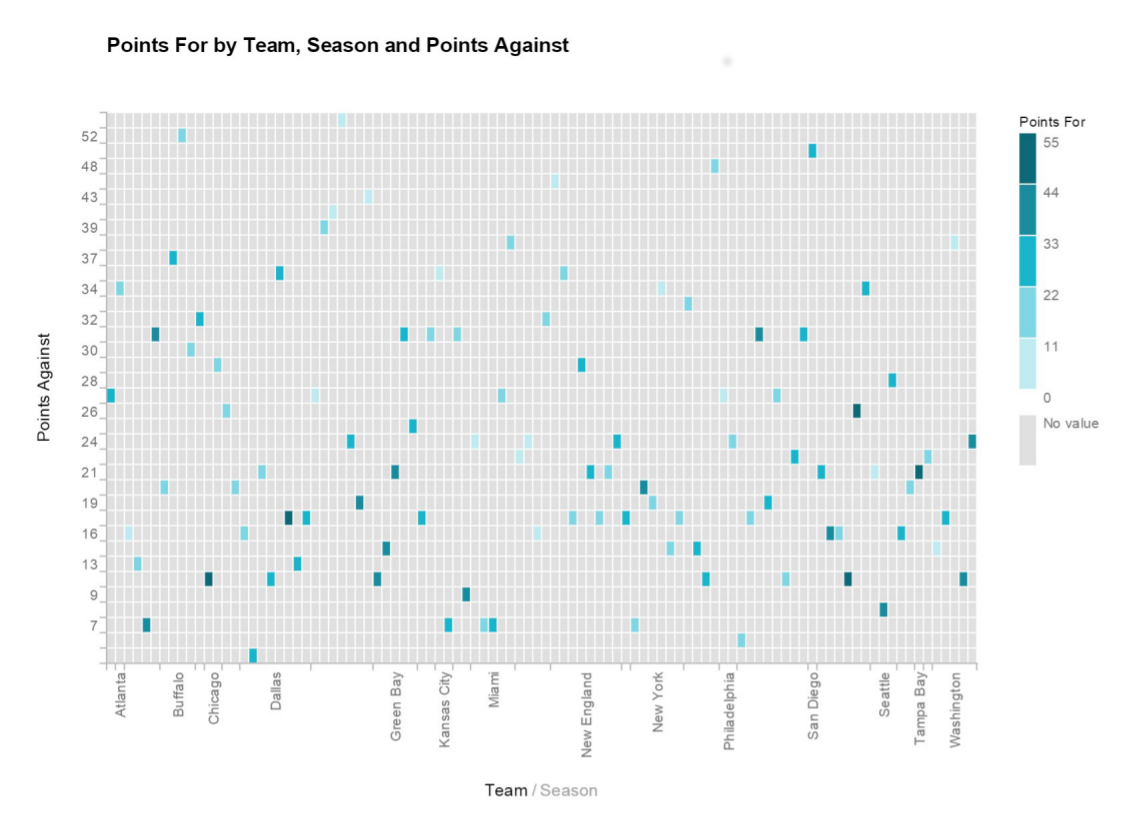 Points For by Team, Season and Points Against
Points For
55
44
33
22
11
0
No value
Points Against
52
48
43
39
37
34
32
30
28
26
24
21
19
16
13
9
7
Atlanta
Buffalo
Chicago
Dallas
Green Bay
Kansas City
Miami
New England
New York
Philadelphia
San Diego
Seattle
Tampa Bay
Washington
Team / Season